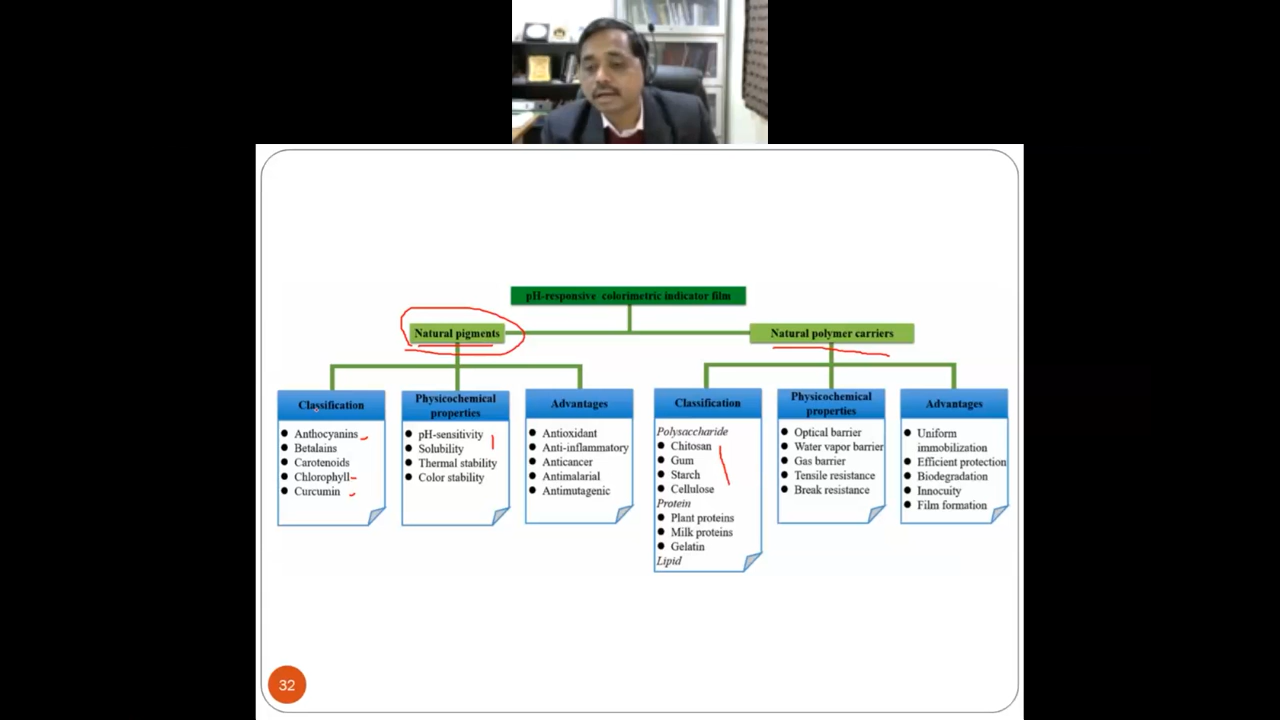 pH-responsive colorimetric indicator film
Natural pigments
Natural polymer carriers
Classification
Anthocyanins
Betalains
Carotenoids
Chlorophyll
Curcumin
Physicochemical
properties
pH-sensitivity
Solubility
Thermal stability
Color stability
Advantages
Antioxidant
Anti-inflammatory
Anticancer
Antimalarial
Antimutagenic
Classification
Polysaccharide
Chitosan
Gum
Starch
Cellulose
Protein
Plant proteins
Milk proteins
Gelatin
Lipid
Physicochemical
properties
Optical barrier
Water vapor barrier
Gas barrier
Tensile resistance
Break resistance
Advantages
Uniform
immobilization
Efficient protection
Biodegradation
Innocuity
Film formation
32